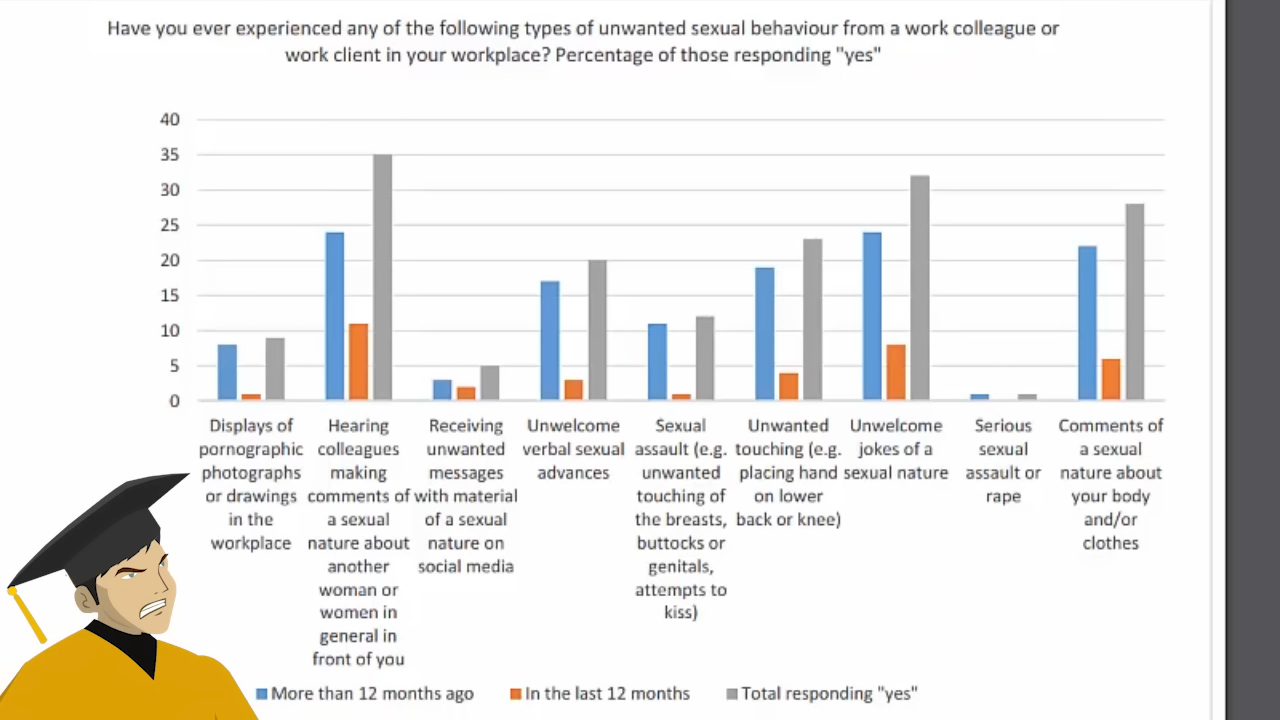 Have you ever experienced any of the following types of unwanted sexual behaviour from a work colleague or
work client in your workplace? Percentage of those responding "yes"
40
35
30
25
20
15
10
5
0
Displays of
pornographic
photographs
or drawings
in the
workplace
Hearing
colleagues
making
comments of
a sexual
nature about
another
woman or
women in
general in
front of you
Receiving
unwanted
messages
with material
of a sexual
nature on
social media
Unwelcome
verbal sexual
advances
Sexual
assault (e.g.
unwanted
touching of
the breasts,
buttocks or
genitals,
attempts to
kiss)
Unwanted
touching (e.g.
placing hand
on lower
back or knee)
Unwelcome
jokes of a
sexual nature
Serious
sexual
assault or
rape
Comments of
a sexual
nature about
your body
and/or
clothes
More than 12 months ago
In the last 12 months
Total responding "yes"